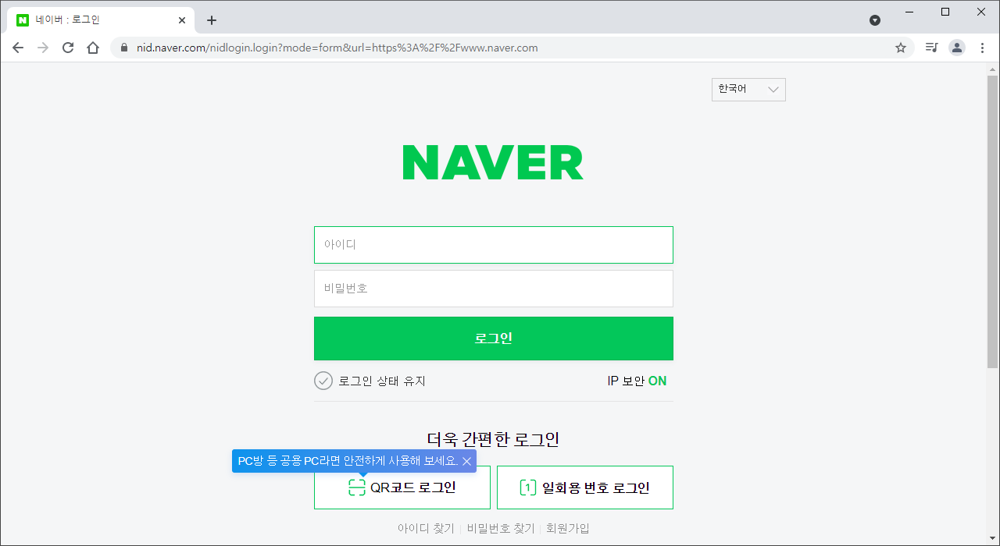 네이버 : 로그인
nid.naver.com/nidlogin.login?mode=form&url=https%3A%2F%2Fwww.naver.com
한국어
NAVER
아이디
비밀번호
로그인
로그인 상태 유지 IP 보안 ON
더욱 간편한 로그인
PC방 등 공용 PC라면 안전하게 사용해 보세요.
QR코드 로그인 1 일회용 번호 로그인
아이디 찾기 비밀번호 찾기 회원가입